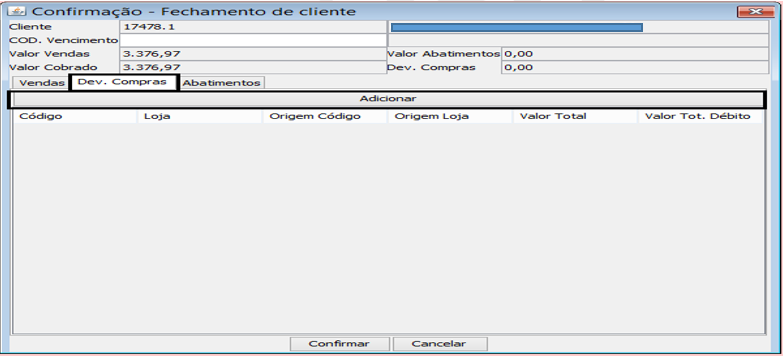 Confirmação - Fechamento de cliente
Cliente 17478.1
COD. Vencimento
Valor Vendas 3.376,97 Valor Abatimentos 0,00
Valor Cobrado 3.376,97 Dev. Compras 0,00
Vendas Dev. Compras Abatimentos
Adicionar
Código Loja Origem Código Origem Loja Valor Total Valor Tot. Débito
Confirmar Cancelar